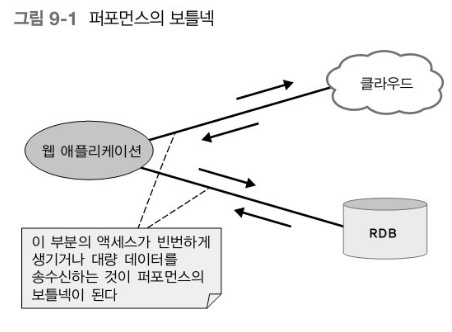 그림 9-1 퍼포먼스의 보틀넥
클라우드
웹 애플리케이션
RDB
이 부분의 액세스가 빈번하게
생기거나 대량 데이터를
송수신하는 것이 퍼포먼스의
보틀넥이 된다